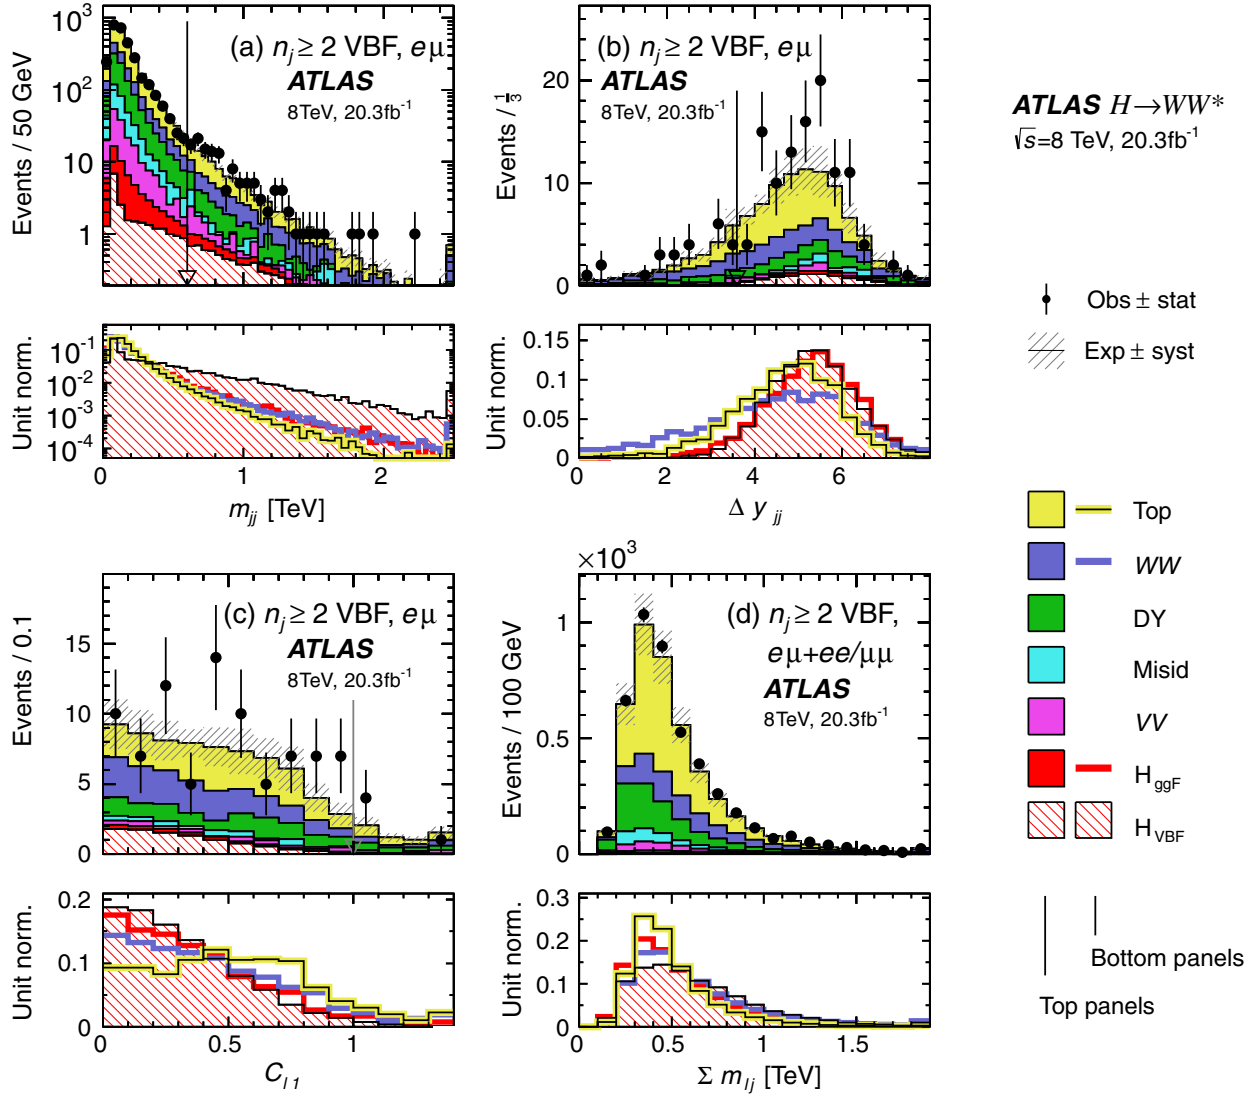 (a) nj ≥ 2 VBF, eμ
ATLAS
8TeV, 20.3fb-1
Events / 50 GeV
10^3
10^2
10
1
Unit norm.
10^-1
10^-2
10^-3
10^-4
0 1 2
mjj [TeV]
(b) nj ≥ 2 VBF, eμ
ATLAS
8TeV, 20.3fb-1
Events / 1/3
20
10
0
Unit norm.
0.15
0.1
0.05
0
0 2 4 6
Δ yjj
(c) nj ≥ 2 VBF, eμ
ATLAS
8TeV, 20.3fb-1
Events / 0.1
15
10
5
0
Unit norm.
0.2
0.1
0
0 0.5 1
Cl1
×10^3
(d) nj ≥ 2 VBF,
eμ+ee/μμ
ATLAS
8TeV, 20.3fb-1
Events / 100 GeV
1
0.5
0
Unit norm.
0.3
0.2
0.1
0
0 0.5 1 1.5
Σ mlj [TeV]
ATLAS H→WW*
√s=8 TeV, 20.3fb-1
Obs ± stat
Exp ± syst
Top
WW
DY
Misid
VV
HggF
HVBF
Bottom panels
Top panels